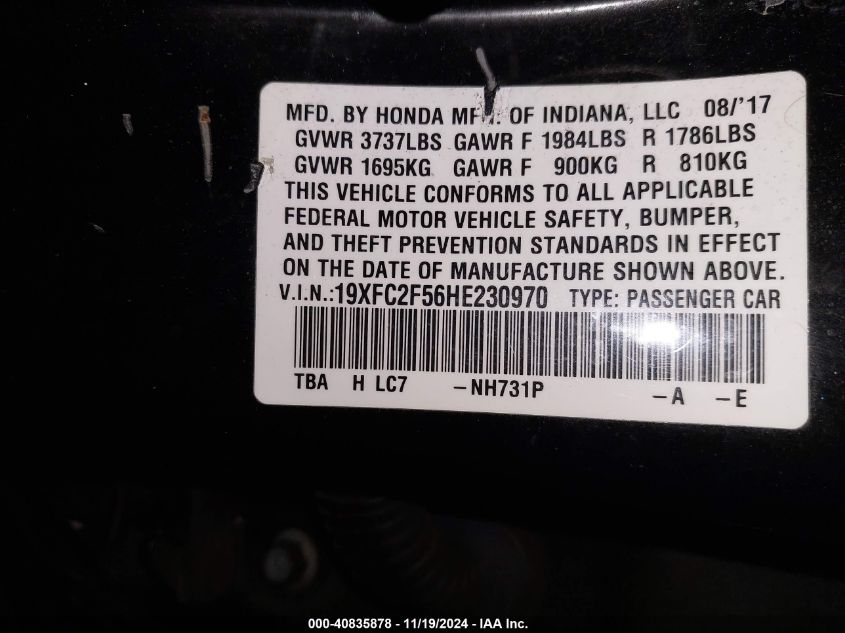 MFD. BY HONDA MFG. OF INDIANA, LLC 08/'17
GVWR 3737LBS GAWR F 1984LBS R 1786LBS
GVWR 1695KG GAWR F 900KG R 810KG
THIS VEHICLE CONFORMS TO ALL APPLICABLE
FEDERAL MOTOR VEHICLE SAFETY, BUMPER,
AND THEFT PREVENTION STANDARDS IN EFFECT
ON THE DATE OF MANUFACTURE SHOWN ABOVE.
V.I.N.:19XFC2F56HE230970 TYPE: PASSENGER CAR
TBA H LC7 -NH731P -A -E
000-40835878 - 11/19/2024 - IAA Inc.